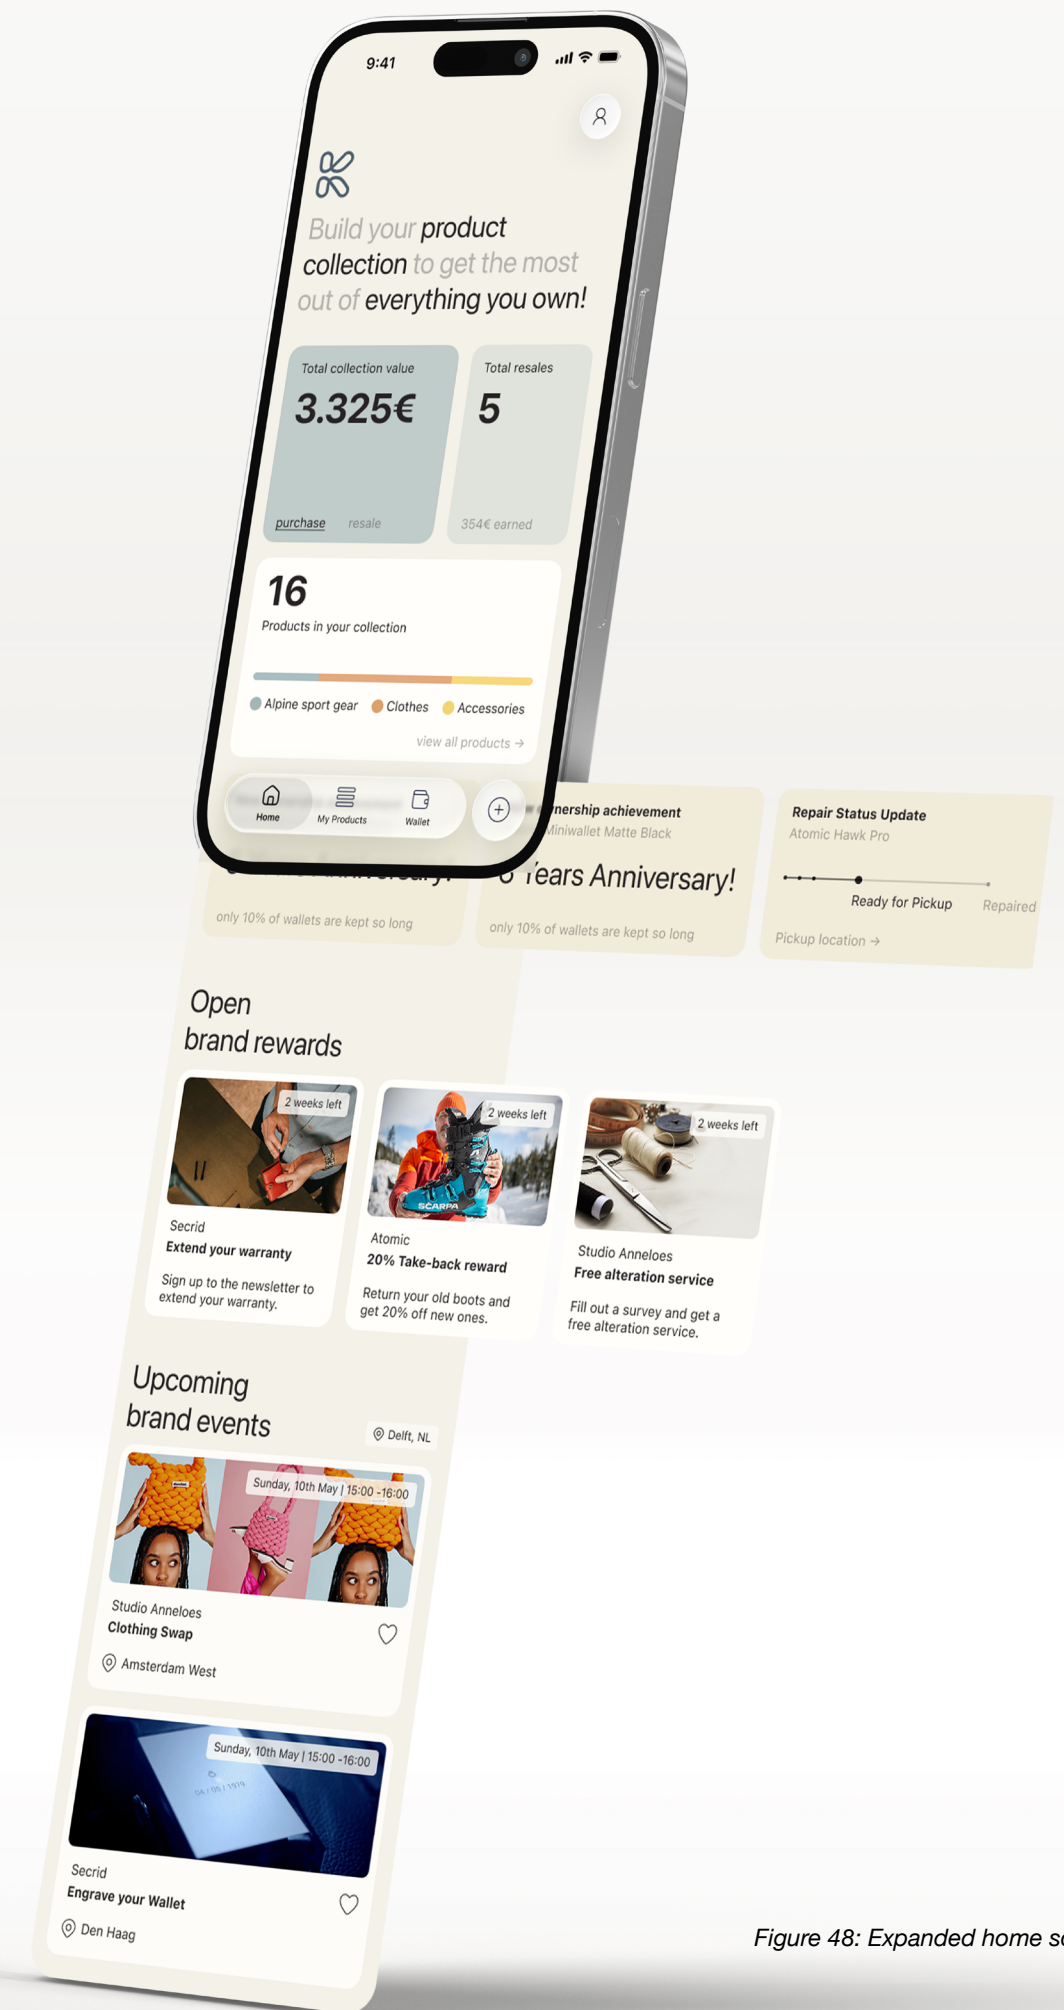 9:41
Build your product
collection to get the most
out of everything you own!
Total collection value
3.325€
purchase resale
Total resales
5
354€ earned
16
Products in your collection
Alpine sport gear Clothes Accessories
view all products →
Home
My Products
Wallet
only 10% of wallets are kept so long
achievement
Miniwallet Matte Black
Years Anniversary!
only 10% of wallets are kept so long
Repair Status Update
Atomic Hawk Pro
Ready for Pickup Repaired
Pickup location →
Open
brand rewards
2 weeks left
Secrid
Extend your warranty
Sign up to the newsletter to
extend your warranty.
2 weeks left
SCARPA
Atomic
20% Take-back reward
Return your old boots and
get 20% off new ones.
2 weeks left
Studio Anneloes
Free alteration service
Fill out a survey and get a
free alteration service.
Upcoming
brand events
Delft, NL
Sunday, 10th May | 15:00 -16:00
Studio Anneloes
Clothing Swap
Amsterdam West
Sunday, 10th May | 15:00 -16:00
04 / 05 / 1919
Secrid
Engrave your Wallet
Den Haag
Figure 48: Expanded home